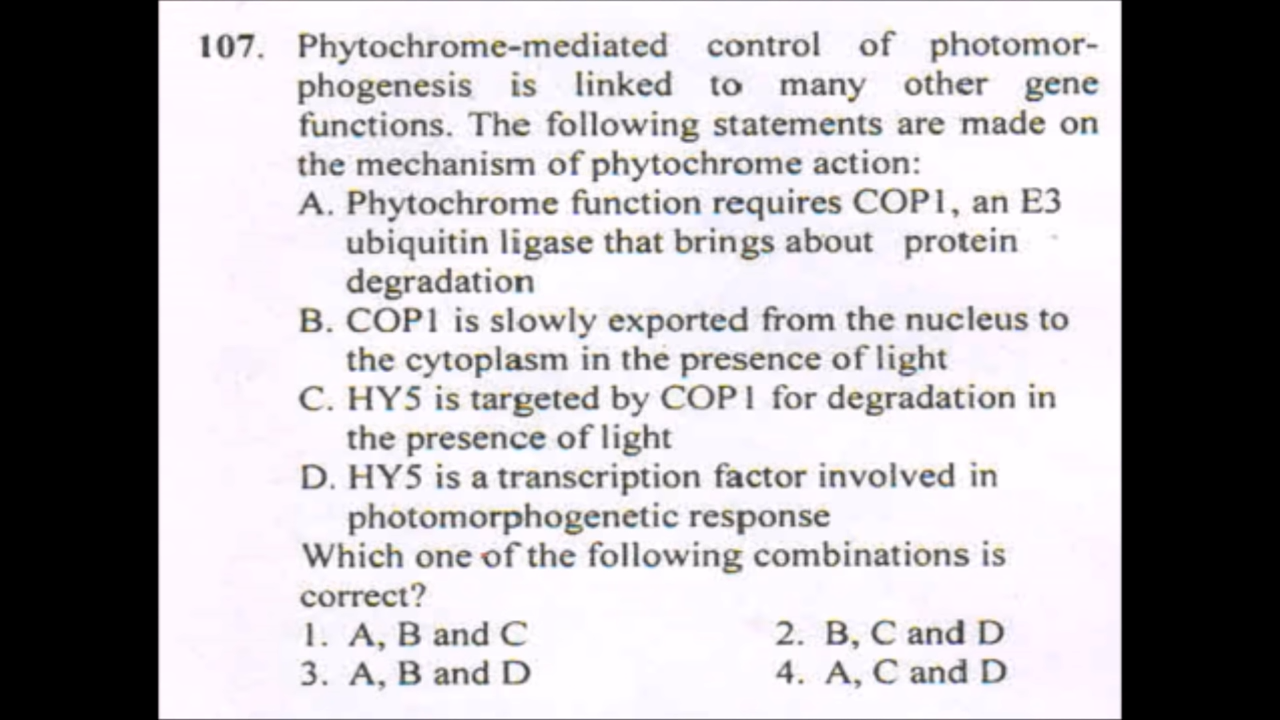 107. Phytochrome-mediated control of photomor-
phogenesis is linked to many other gene
functions. The following statements are made on
the mechanism of phytochrome action:
A. Phytochrome function requires COP1, an E3
ubiquitin ligase that brings about protein
degradation
B. COP1 is slowly exported from the nucleus to
the cytoplasm in the presence of light
C. HY5 is targeted by COP1 for degradation in
the presence of light
D. HY5 is a transcription factor involved in
photomorphogenetic response
Which one of the following combinations is
correct?
1. A, B and C 2. B, C and D
3. A, B and D 4. A, C and D